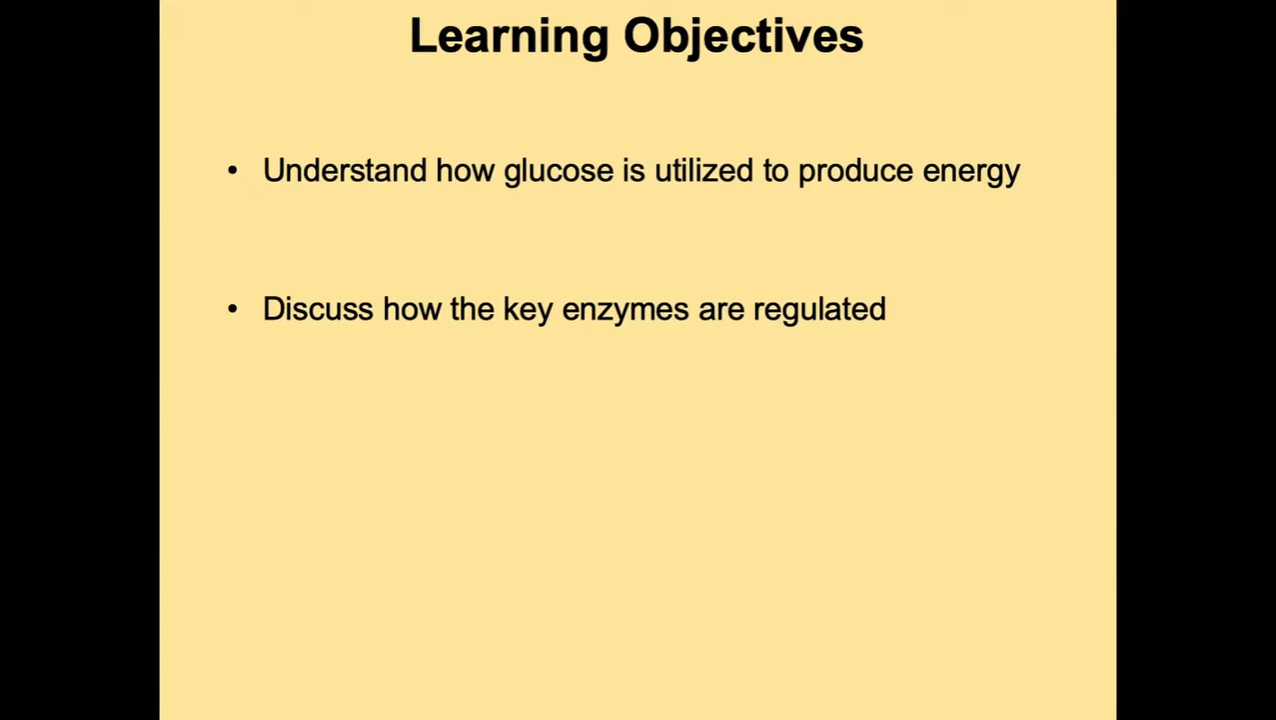 Learning Objectives
• Understand how glucose is utilized to produce energy
• Discuss how the key enzymes are regulated